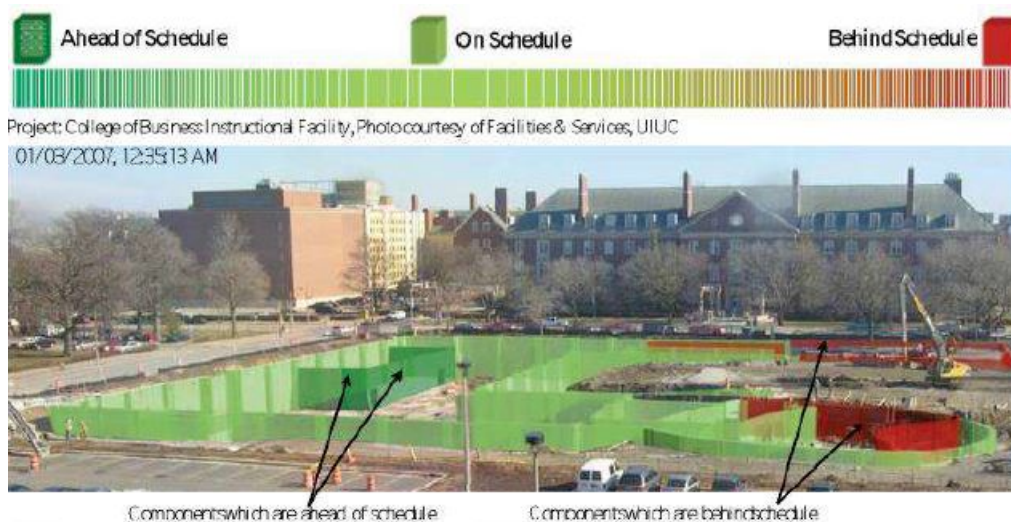 Ahead of Schedule
On Schedule
Behind Schedule
Project: College of Business Instructional Facility, Photo courtesy of Facilities & Services, UIUC
01/03/2007, 12:35:13 AM
Components which are ahead of schedule
Components which are behind schedule